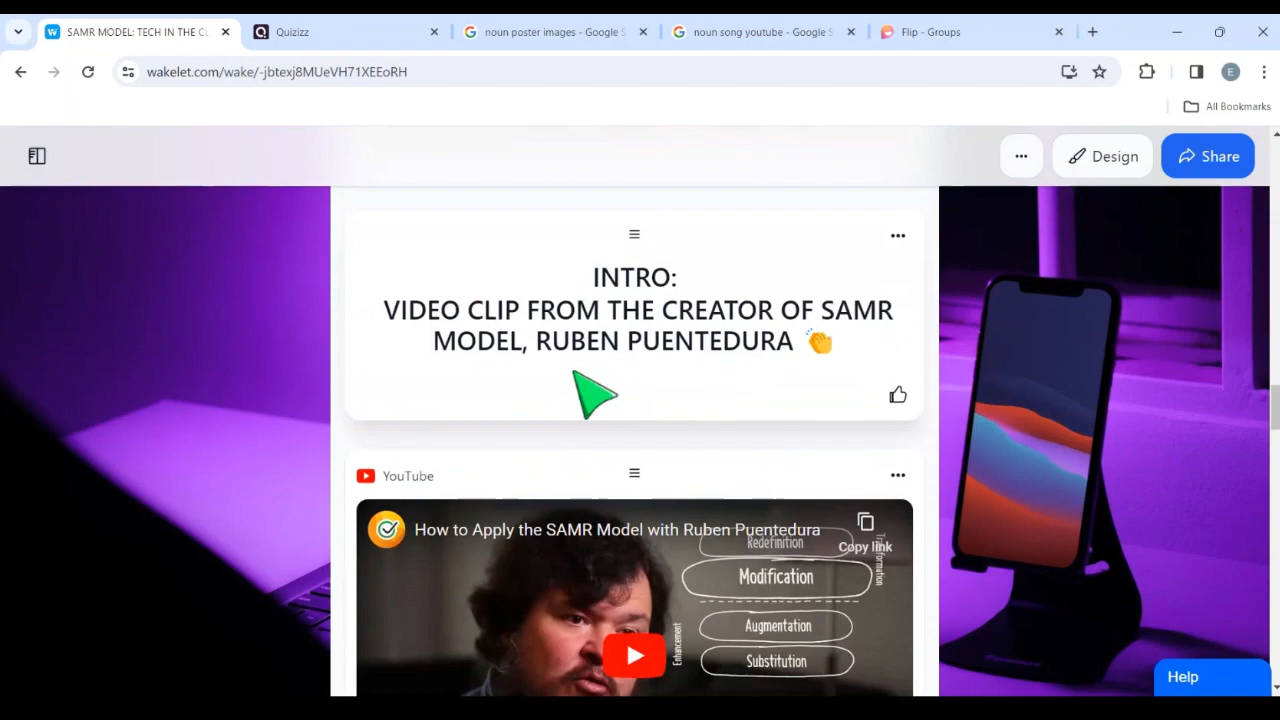 SAMR MODEL: TECH IN THE CL
Quizizz
noun poster images - Google S
noun song youtube - Google S
Flip - Groups
wakelet.com/wake/-jbtexj8MUeVH71XEEoRH
E
All Bookmarks
Design
Share
INTRO:
VIDEO CLIP FROM THE CREATOR OF SAMR
MODEL, RUBEN PUENTEDURA 👏
YouTube
How to Apply the SAMR Model with Ruben Puentedura
Copy link
Redefinition
Modification
Augmentation
Substitution
Enhancement
Help